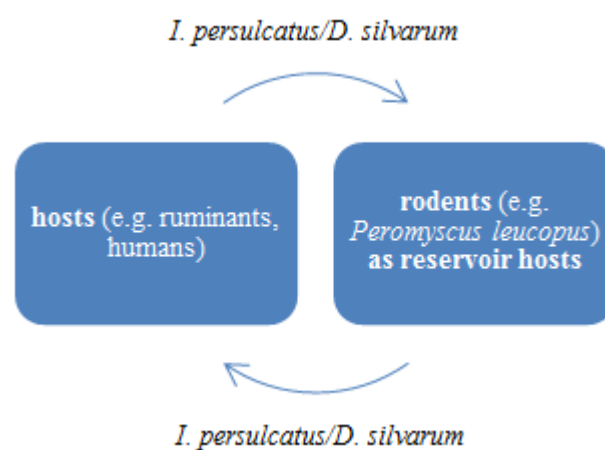 I. persulcatus/D. silvarum
hosts (e.g. ruminants,
humans)
rodents (e.g.
Peromyscus leucopus)
as reservoir hosts
I. persulcatus/D. silvarum